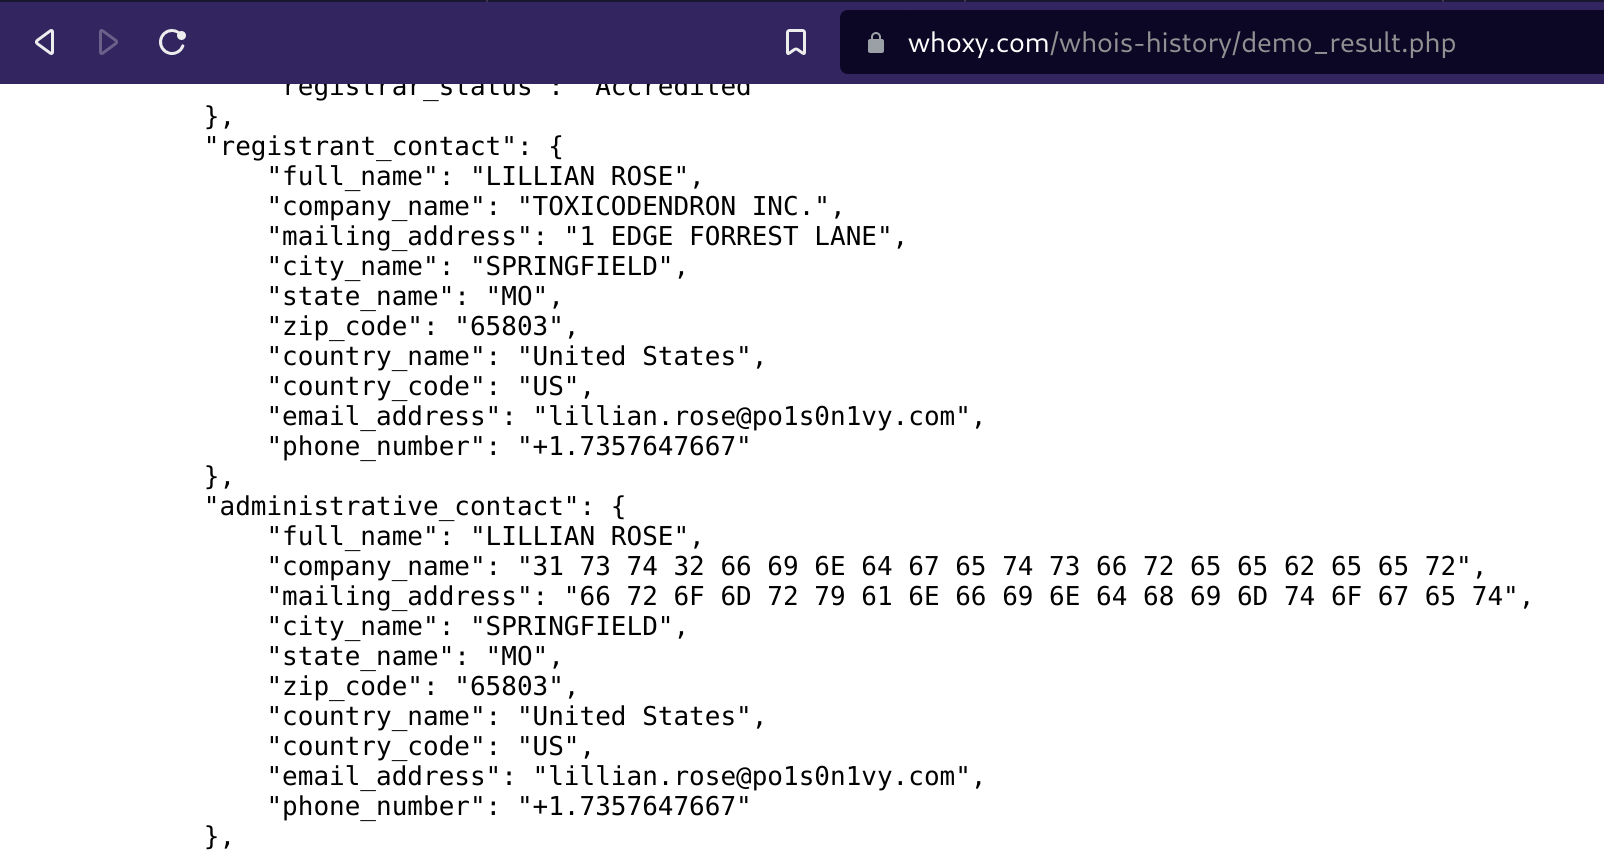 whoxy.com/whois-history/demo_result.php
"registrar_status": "Accredited"
},
"registrant_contact": {
"full_name": "LILLIAN ROSE",
"company_name": "TOXICODENDRON INC.",
"mailing_address": "1 EDGE FORREST LANE",
"city_name": "SPRINGFIELD",
"state_name": "MO",
"zip_code": "65803",
"country_name": "United States",
"country_code": "US",
"email_address": "lillian.rose@po1s0n1vy.com",
"phone_number": "+1.7357647667"
},
"administrative_contact": {
"full_name": "LILLIAN ROSE",
"company_name": "31 73 74 32 66 69 6E 64 67 65 74 73 66 72 65 65 62 65 65 72",
"mailing_address": "66 72 6F 6D 72 79 61 6E 66 69 6E 64 68 69 6D 74 6F 67 65 74",
"city_name": "SPRINGFIELD",
"state_name": "MO",
"zip_code": "65803",
"country_name": "United States",
"country_code": "US",
"email_address": "lillian.rose@po1s0n1vy.com",
"phone_number": "+1.7357647667"
},